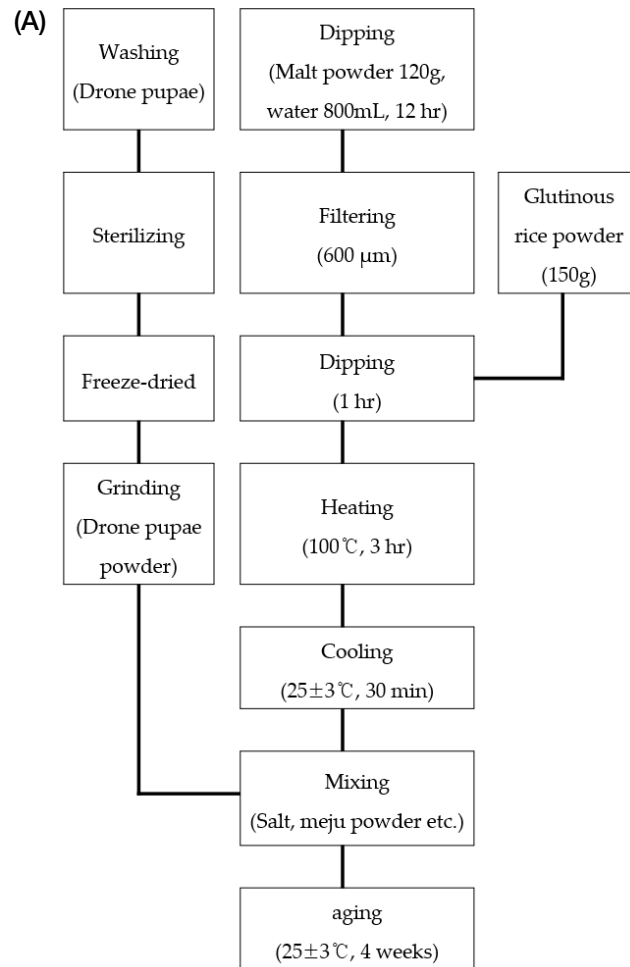 (A)
Washing
(Drone pupae)
Sterilizing
Freeze-dried
Grinding
(Drone pupae
powder)
Dipping
(Malt powder 120g,
water 800mL, 12 hr)
Filtering
(600 μm)
Glutinous
rice powder
(150g)
Dipping
(1 hr)
Heating
(100℃, 3 hr)
Cooling
(25±3℃, 30 min)
Mixing
(Salt, meju powder etc.)
aging
(25±3℃, 4 weeks)